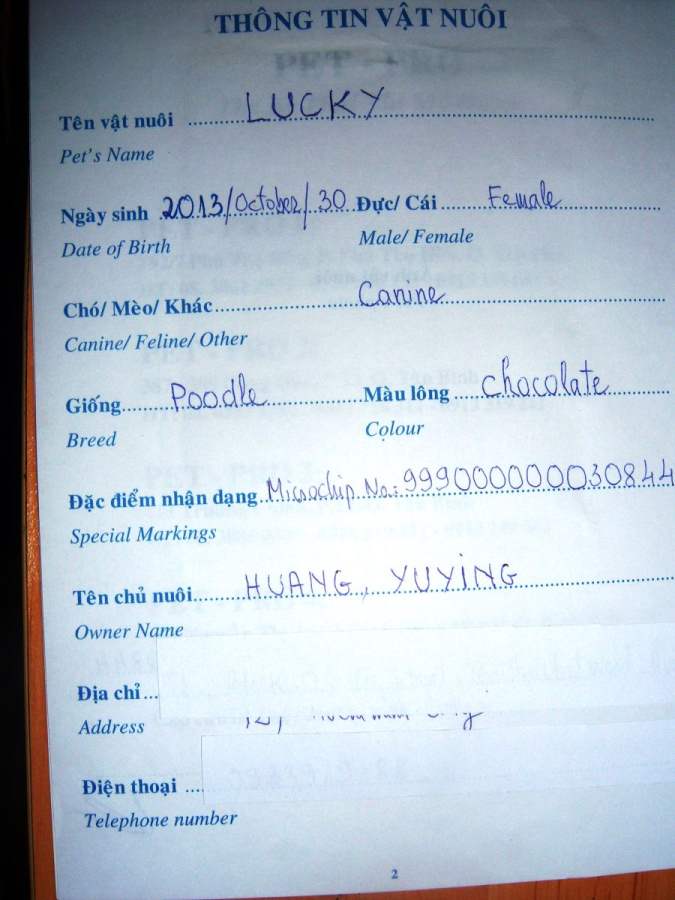 THÔNG TIN VẬT NUÔI
Tên vật nuôi LUCKY
Pet's Name
Ngày sinh 2013/October/30 Đực/ Cái Female
Date of Birth Male/ Female
Chó/ Mèo/ Khác Canine
Canine/ Feline/ Other
Giống Poodle Màu lông chocolate
Breed Colour
Đặc điểm nhận dạng Microchip No.: 999000000030844
Special Markings
Tên chủ nuôi HUANG, YUYING
Owner Name
Địa chỉ
Address
Điện thoại
Telephone number
2